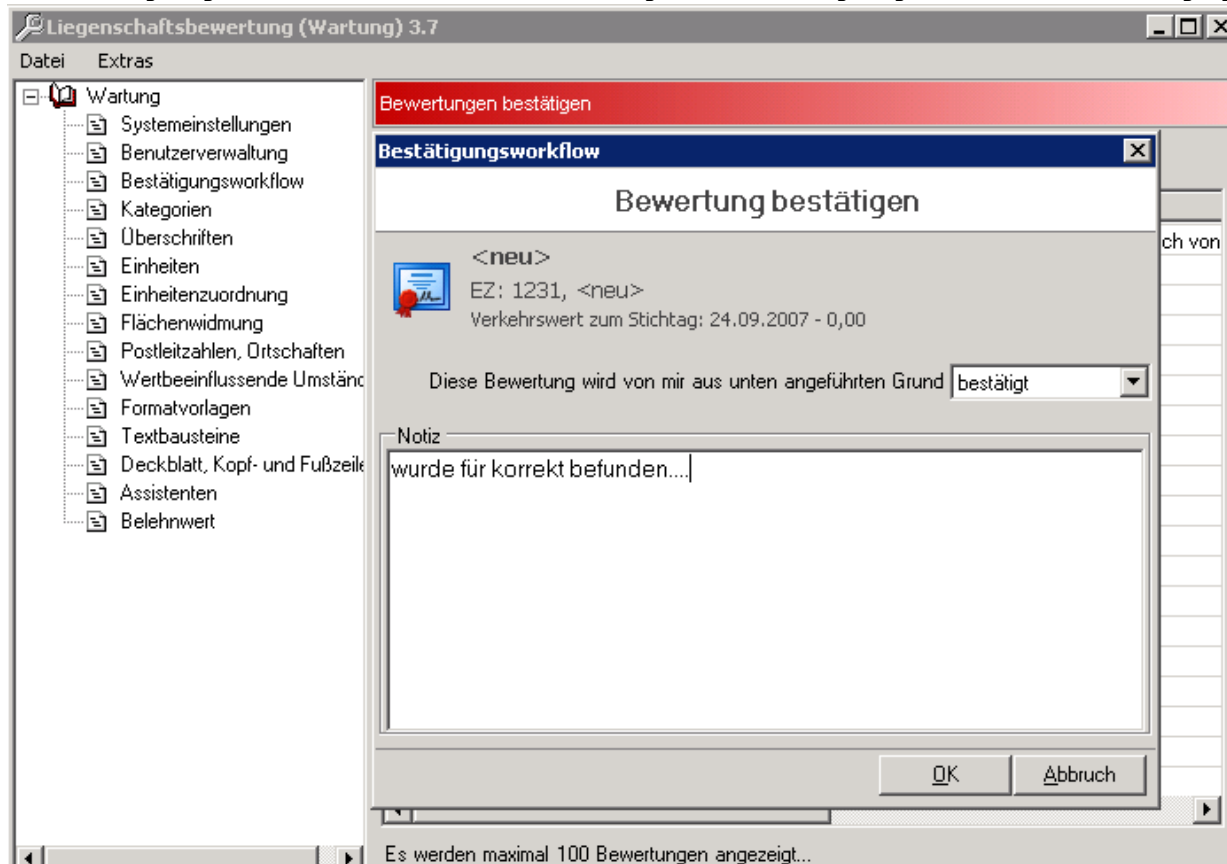 Liegenschaftsbewertung (Wartung) 3.7
Datei Extras
Wartung
Systemeinstellungen
Benutzerverwaltung
Bestätigungsworkflow
Kategorien
Überschriften
Einheiten
Einheitenzuordnung
Flächenwidmung
Postleitzahlen, Ortschaften
Wertbeeinflussende Umständ
Formatvorlagen
Textbausteine
Deckblatt, Kopf- und Fußzeile
Assistenten
Belehnwert
Bewertungen bestätigen
Bestätigungsworkflow
Bewertung bestätigen
<neu>
EZ: 1231, <neu>
Verkehrswert zum Stichtag: 24.09.2007 - 0,00
Diese Bewertung wird von mir aus unten angeführten Grund bestätigt
Notiz
wurde für korrekt befunden....
OK Abbruch
ch von
Es werden maximal 100 Bewertungen angezeigt...